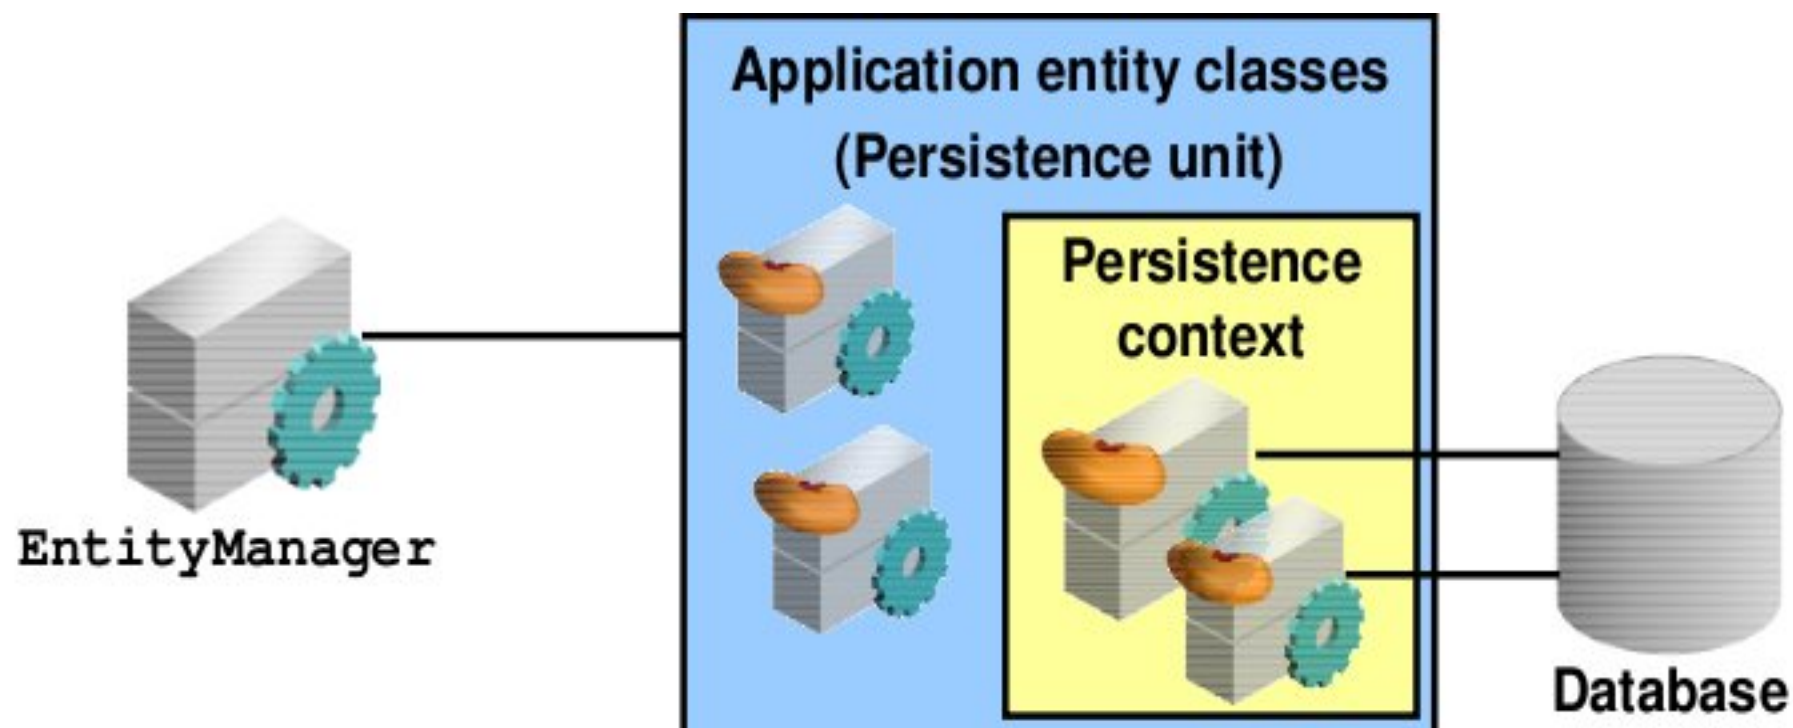 Application entity classes
(Persistence unit)
Persistence
context
EntityManager
Database